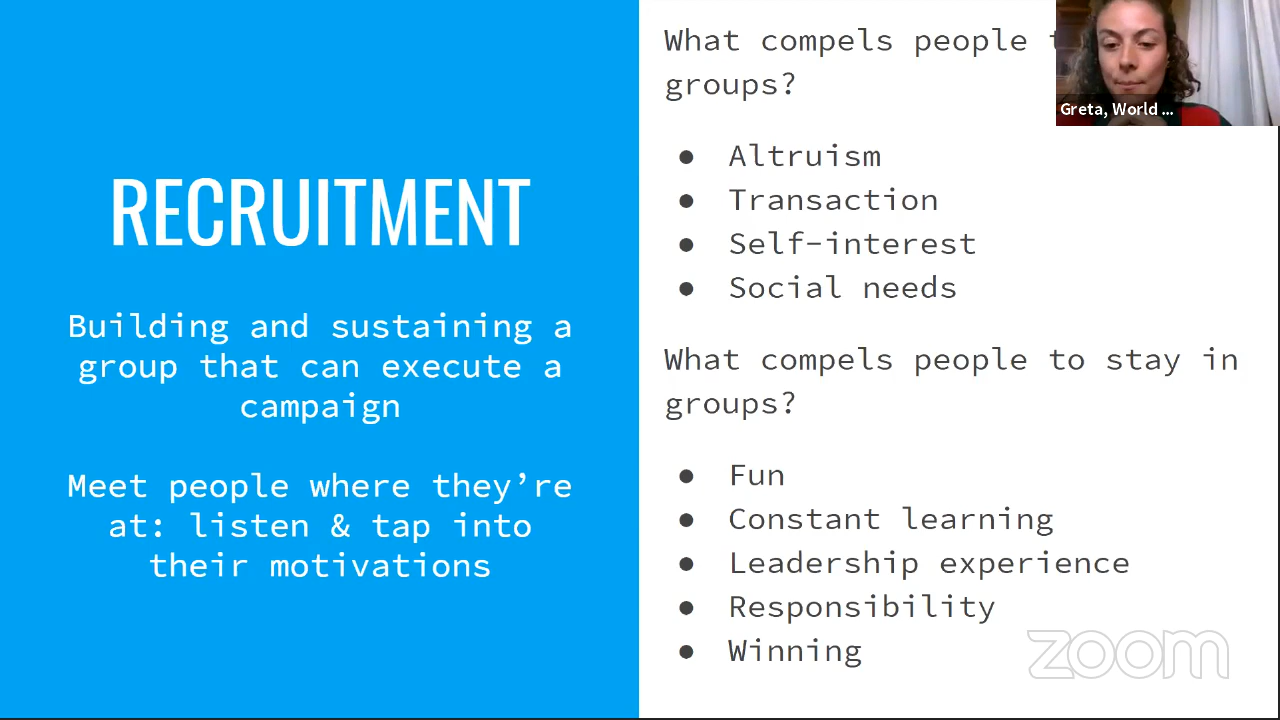 RECRUITMENT
Building and sustaining a
group that can execute a
campaign
Meet people where they’re
at: listen & tap into
their motivations
What compels people
groups?
● Altruism
● Transaction
● Self-interest
● Social needs
What compels people to stay in
groups?
● Fun
● Constant learning
● Leadership experience
● Responsibility
● Winning
Greta, World ...
zoom